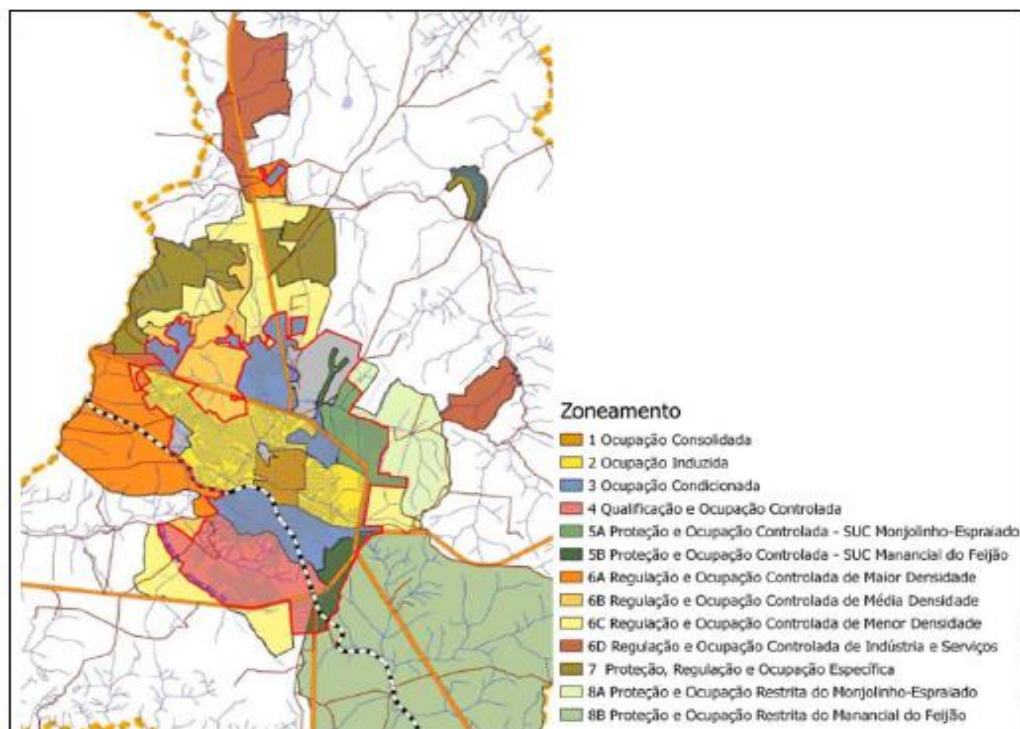 Zoneamento
1 Ocupação Consolidada
2 Ocupação Induzida
3 Ocupação Condicionada
4 Qualificação e Ocupação Controlada
5A Proteção e Ocupação Controlada - SUC Monjolinho-Espraiado
5B Proteção e Ocupação Controlada - SUC Manancial do Feijão
6A Regulação e Ocupação Controlada de Maior Densidade
6B Regulação e Ocupação Controlada de Média Densidade
6C Regulação e Ocupação Controlada de Menor Densidade
6D Regulação e Ocupação Controlada de Indústria e Serviços
7 Proteção, Regulação e Ocupação Específica
8A Proteção e Ocupação Restrita do Monjolinho-Espraiado
8B Proteção e Ocupação Restrita do Manancial do Feijão